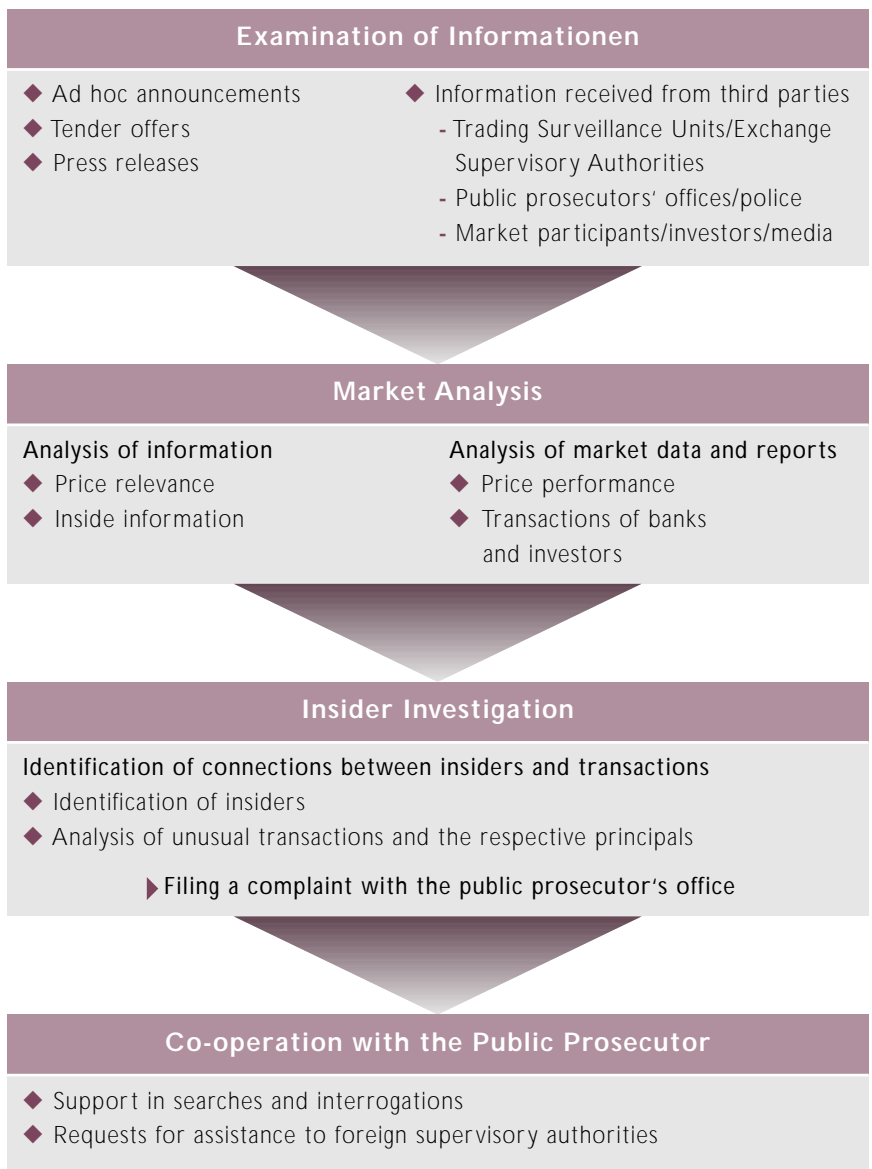 Examination of Informationen
◆ Ad hoc announcements
◆ Tender offers
◆ Press releases
◆ Information received from third parties
- Trading Surveillance Units/Exchange
Supervisory Authorities
- Public prosecutors' offices/police
- Market participants/investors/media
Market Analysis
Analysis of information
◆ Price relevance
◆ Inside information
Analysis of market data and reports
◆ Price performance
◆ Transactions of banks
and investors
Insider Investigation
Identification of connections between insiders and transactions
◆ Identification of insiders
◆ Analysis of unusual transactions and the respective principals
Filing a complaint with the public prosecutor's office
Co-operation with the Public Prosecutor
◆ Support in searches and interrogations
◆ Requests for assistance to foreign supervisory authorities